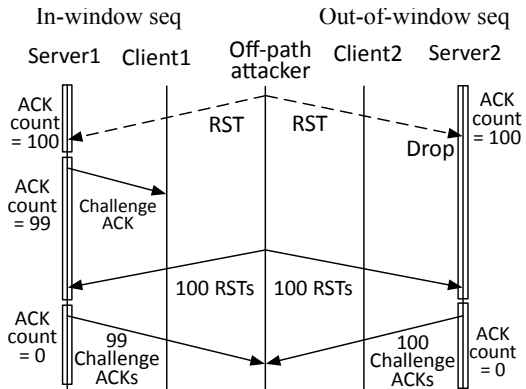 In-window seq
Out-of-window seq
Server1
Client1
Off-path
attacker
Client2
Server2
ACK
count
= 100
RST
RST
Drop
ACK
count
= 100
ACK
count
= 99
Challenge
ACK
100 RSTs
100 RSTs
ACK
count
= 0
99
Challenge
ACKs
100
Challenge
ACKs
ACK
count
= 0